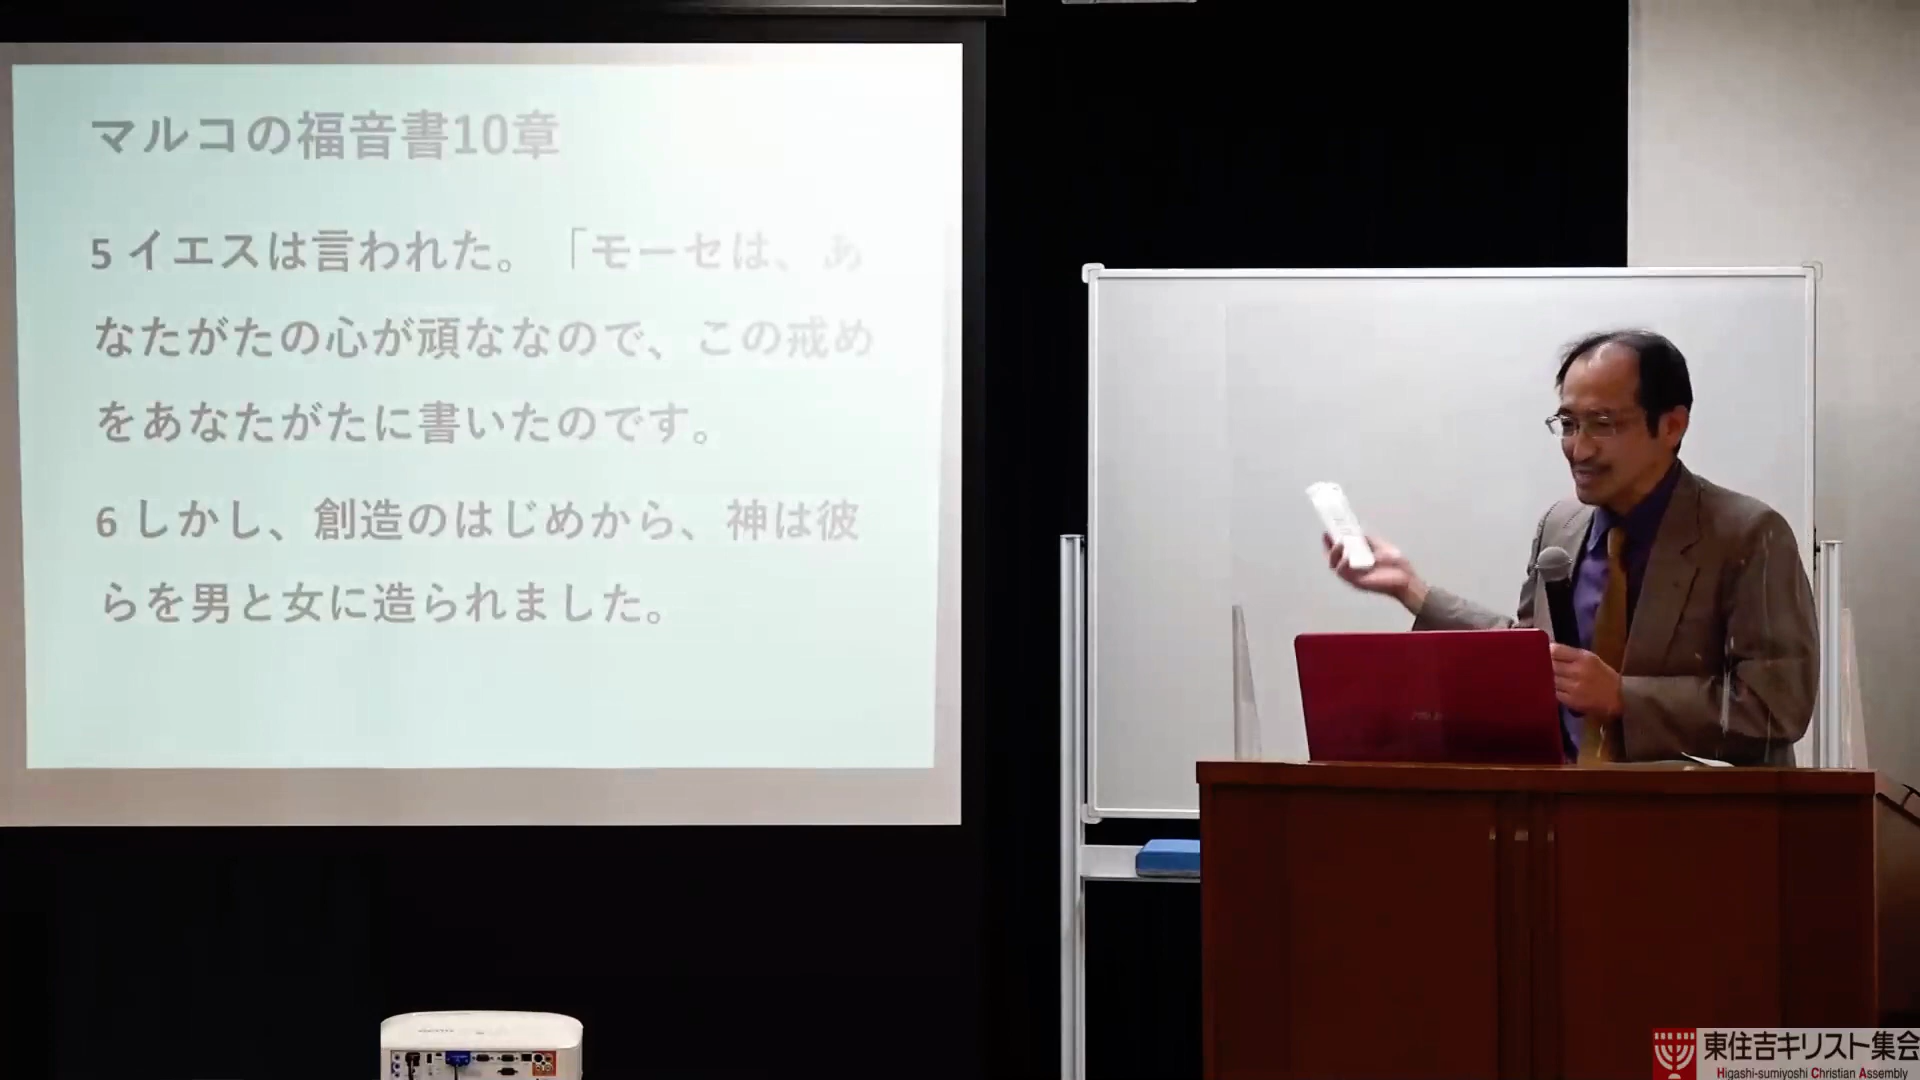 マルコの福音書10章
5 イエスは言われた。「モーセは、あ
なたがたの心が頑ななので、この戒め
をあなたがたに書いたのです。
6 しかし、創造のはじめから、神は彼
らを男と女に造られました。
東住吉キリスト集会
Higashi-sumiyoshi Christian Assembly